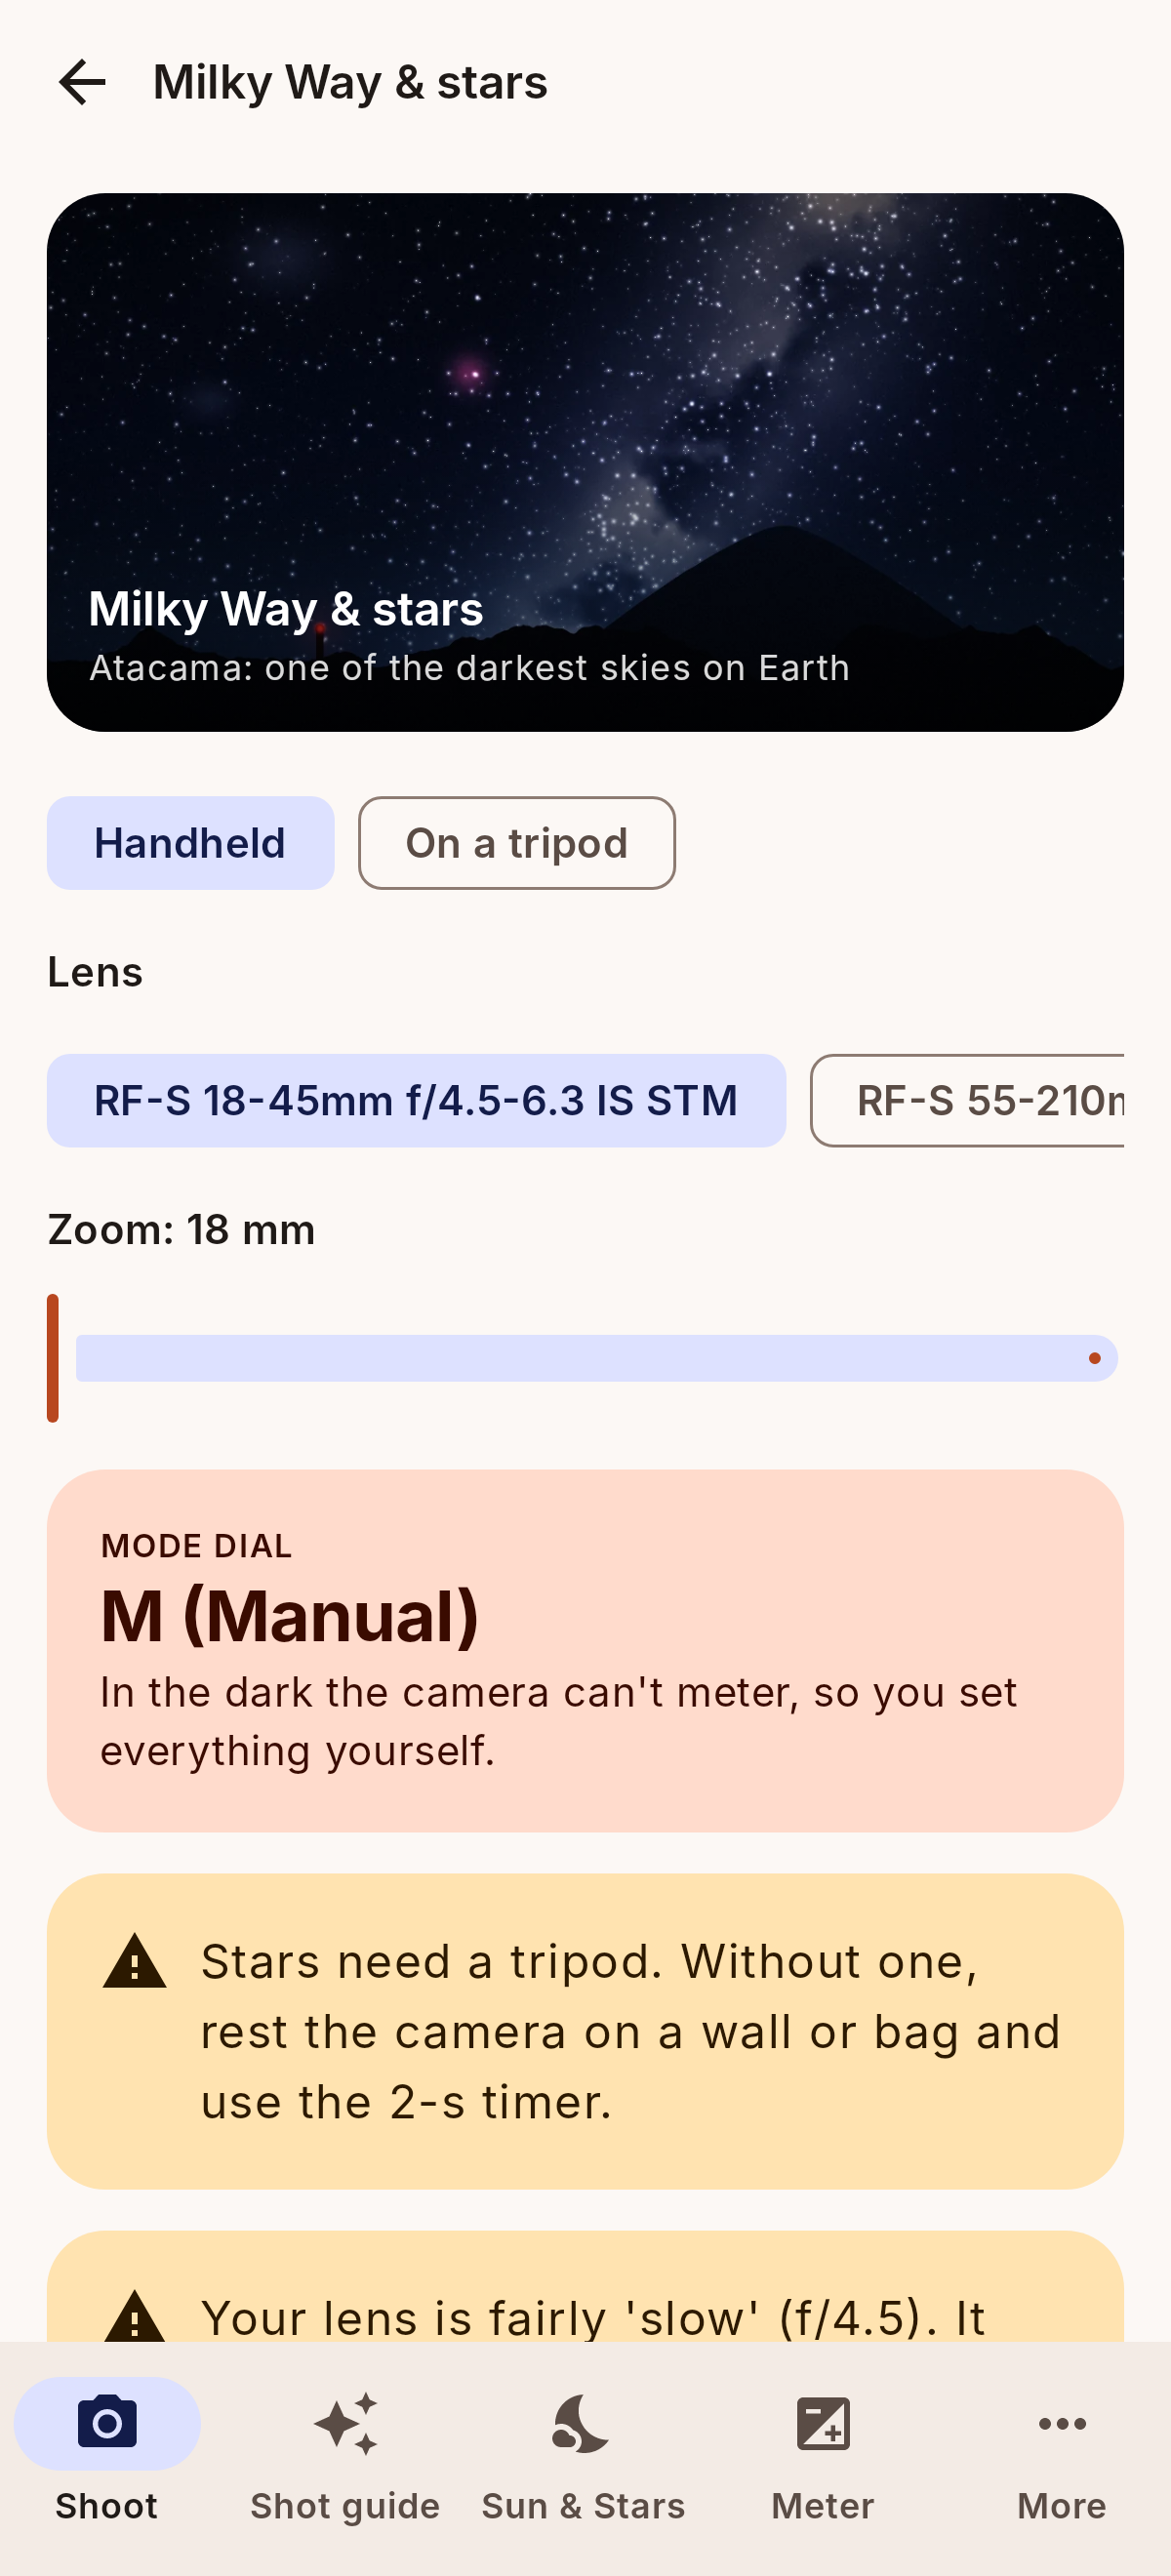 Milky Way & stars
Milky Way & stars
Atacama: one of the darkest skies on Earth
Handheld
On a tripod
Lens
RF-S 18-45mm f/4.5-6.3 IS STM
RF-S 55-210m
Zoom: 18 mm
MODE DIAL
M (Manual)
In the dark the camera can't meter, so you set
everything yourself.
Stars need a tripod. Without one,
rest the camera on a wall or bag and
use the 2-s timer.
Your lens is fairly 'slow' (f/4.5). It
Shoot
Shot guide
Sun & Stars
Meter
More